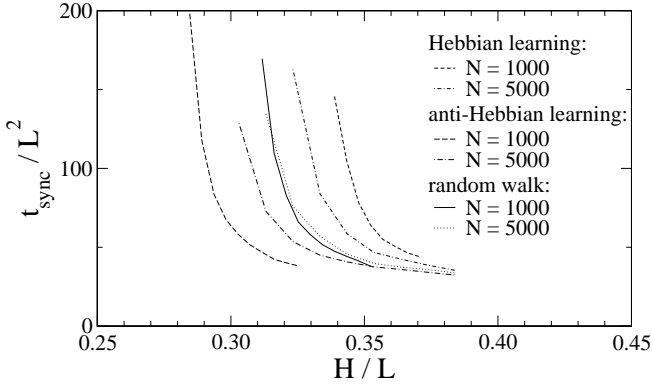 200
Hebbian learning:
N = 1000
N = 5000
anti-Hebbian learning:
N = 1000
N = 5000
random walk:
N = 1000
N = 5000
100
t_sync / L^2
0
0.25 0.30 0.35 0.40 0.45
H / L